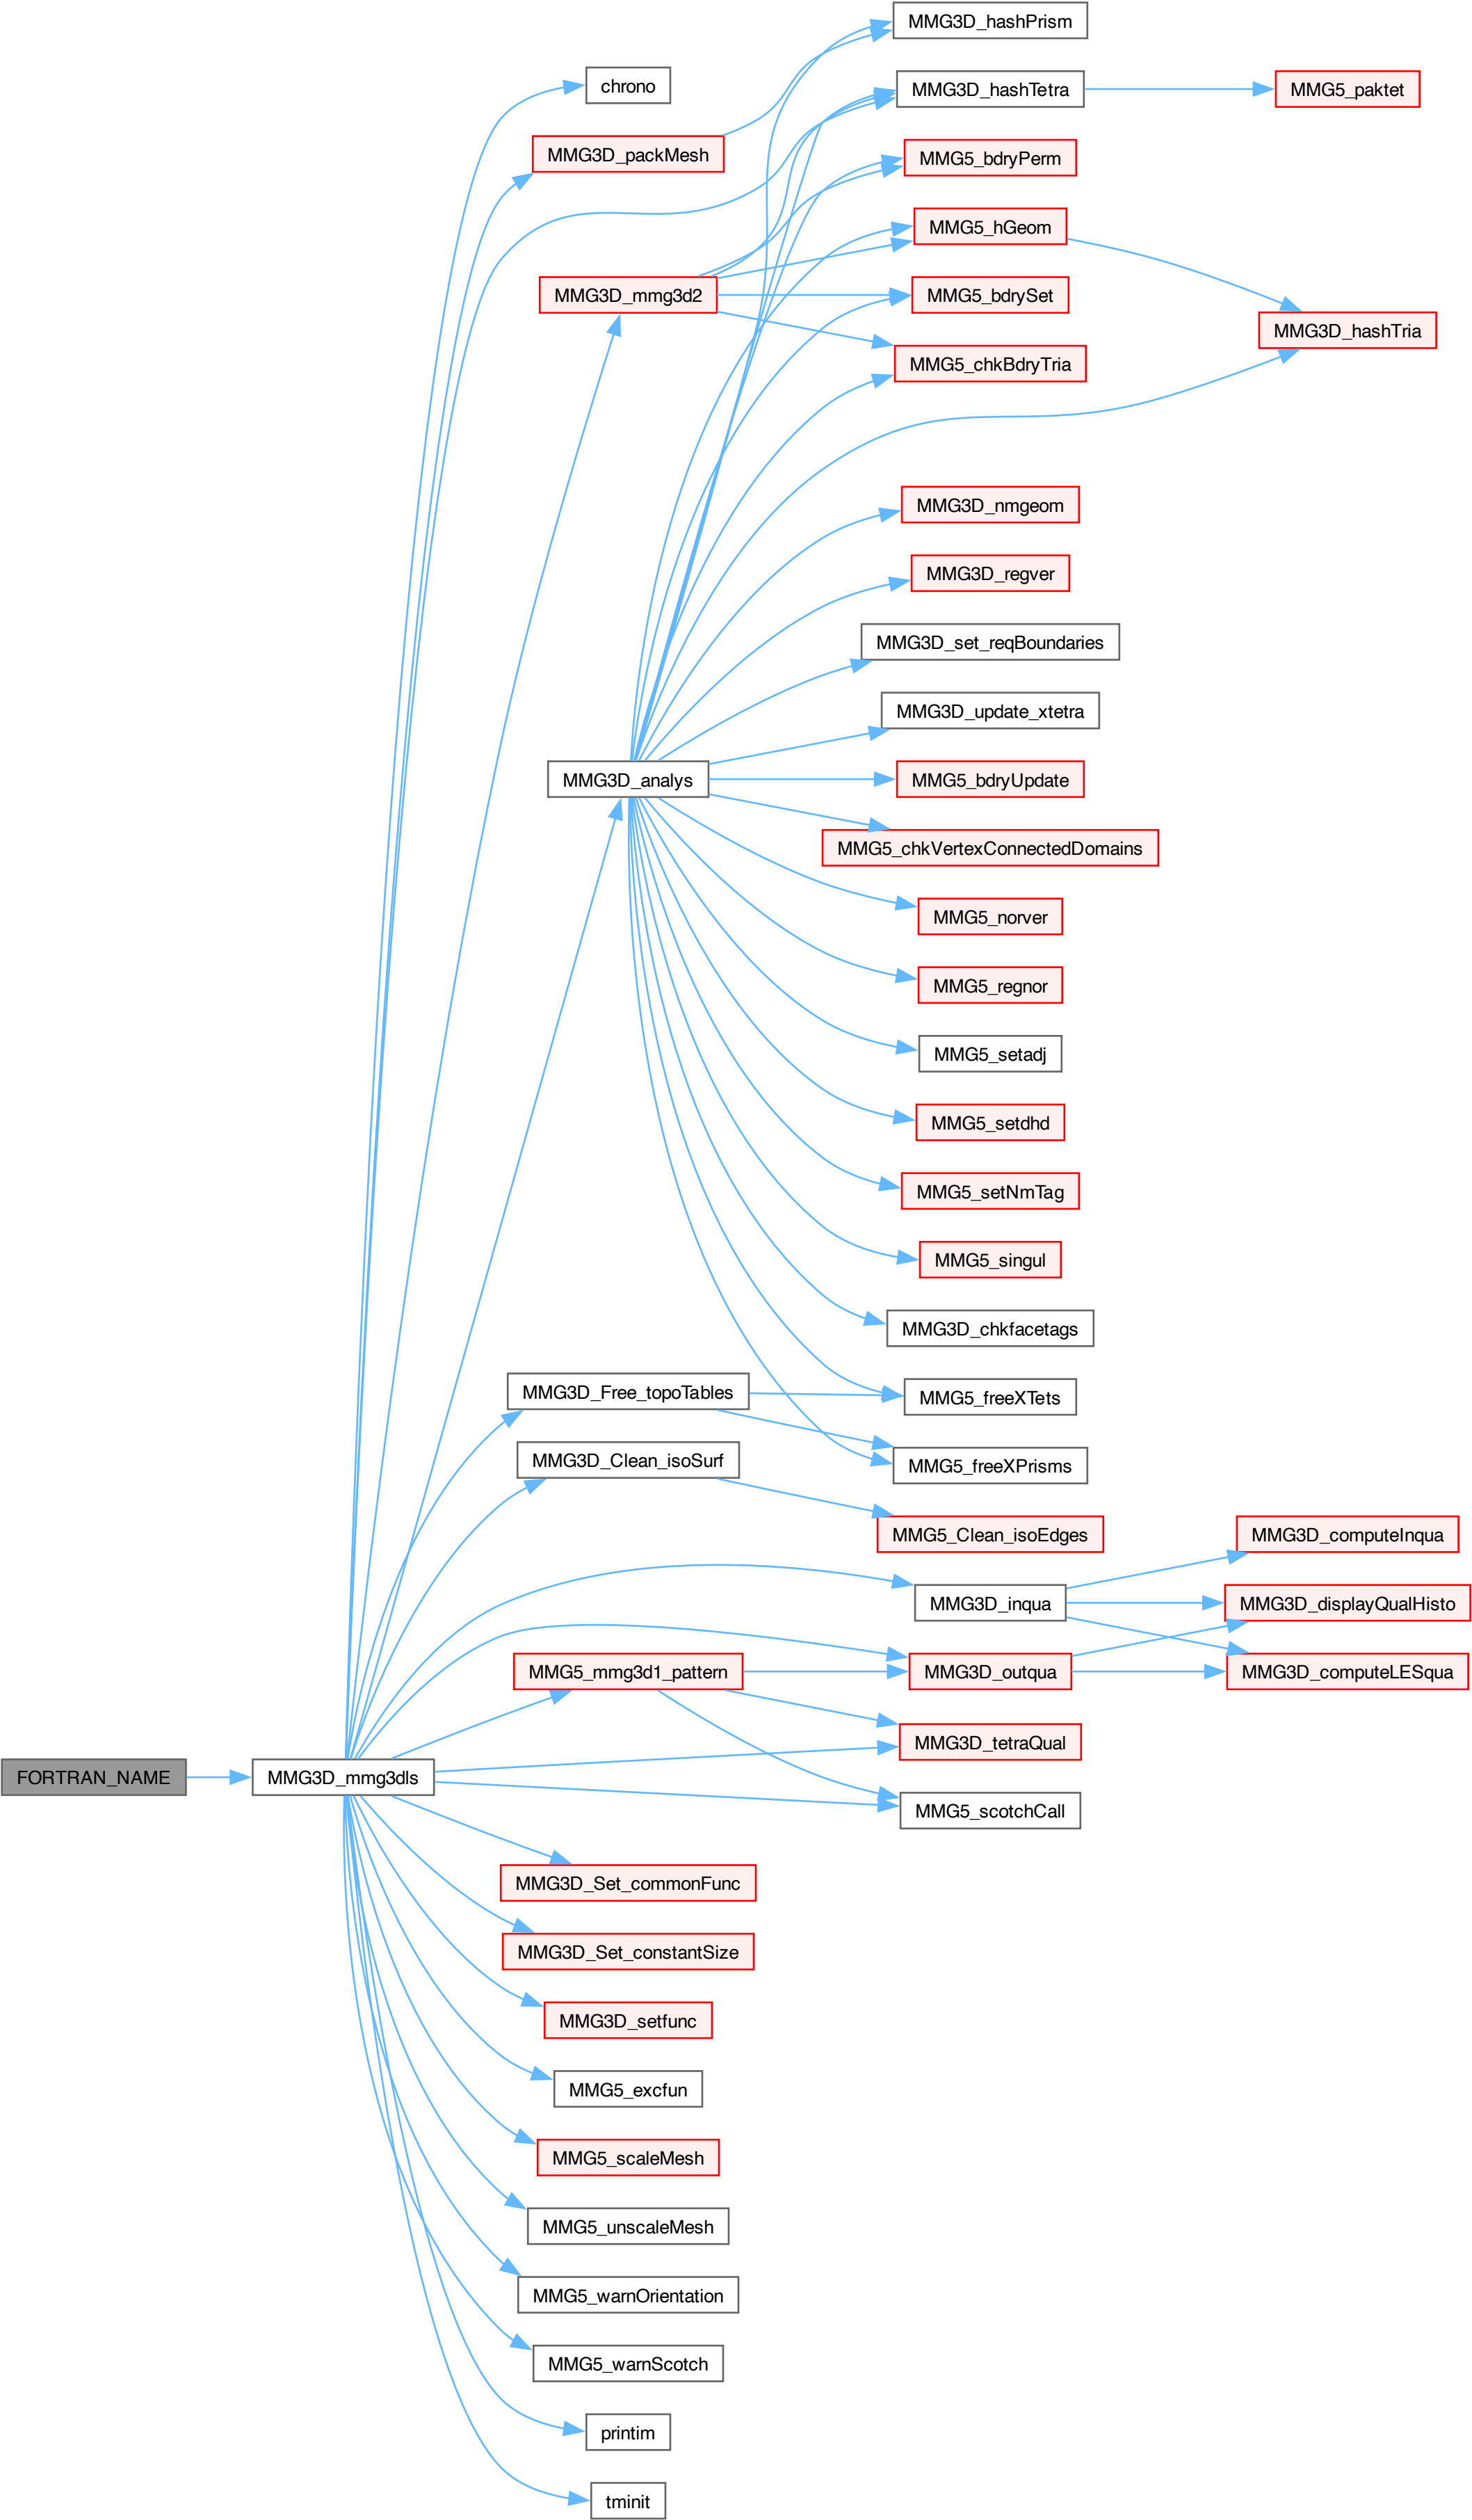 MMG3D_hashPrism
chrono
MMG3D_hashTetra
MMG5_paktet
MMG3D_packMesh
MMG5_bdryPerm
MMG5_hGeom
MMG3D_mmg3d2
MMG5_bdrySet
MMG3D_hashTria
MMG5_chkBdryTria
MMG3D_nmgeom
MMG3D_regver
MMG3D_set_reqBoundaries
MMG3D_update_xtetra
MMG3D_analys
MMG5_bdryUpdate
MMG5_chkVertexConnectedDomains
MMG5_norver
MMG5_regnor
MMG5_setadj
MMG5_setdhd
MMG5_setNmTag
MMG5_singul
MMG3D_chkfacetags
MMG3D_Free_topoTables
MMG5_freeXTets
MMG3D_Clean_isoSurf
MMG5_freeXPrisms
MMG5_Clean_isoEdges
MMG3D_computeInqua
MMG3D_inqua
MMG3D_displayQualHisto
MMG5_mmg3d1_pattern
MMG3D_outqua
MMG3D_computeLESqua
MMG3D_tetraQual
FORTRAN_NAME
MMG3D_mmg3dls
MMG5_scotchCall
MMG3D_Set_commonFunc
MMG3D_Set_constantSize
MMG3D_setfunc
MMG5_excfun
MMG5_scaleMesh
MMG5_unscaleMesh
MMG5_warnOrientation
MMG5_warnScotch
printim
tminit